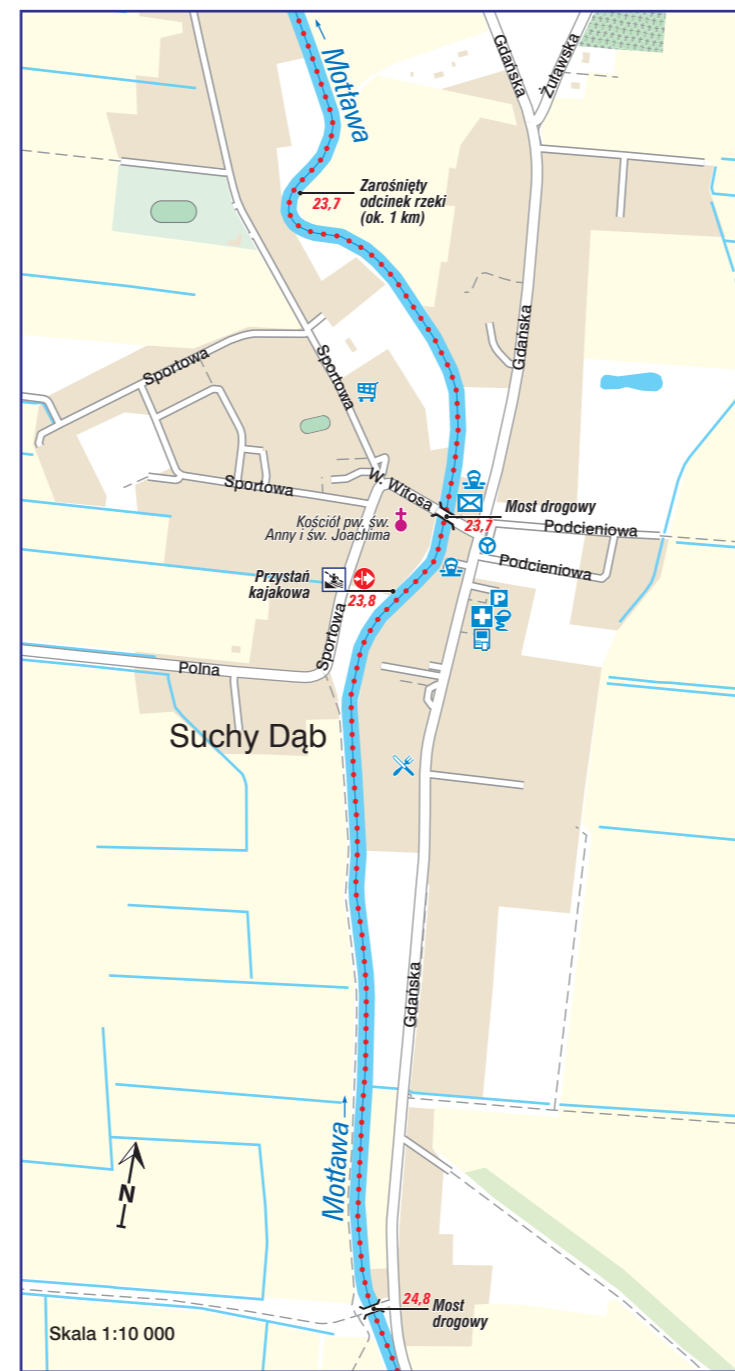 Gdańska
Żuławska
Motława
Zarośnięty
odcinek rzeki
(ok. 1 km)
23,7
Gdańska
Sportowa
Sportowa
W. Witosa
Sportowa
Most drogowy
23,7
Podcieniowa
Kościół pw. św.
Anny i św. Joachima
Podcieniowa
Przystań
kajakowa
23,8
P
Sportowa
Polna
Suchy Dąb
Gdańska
Motława
N
24,8
Most
drogowy
Skala 1:10 000